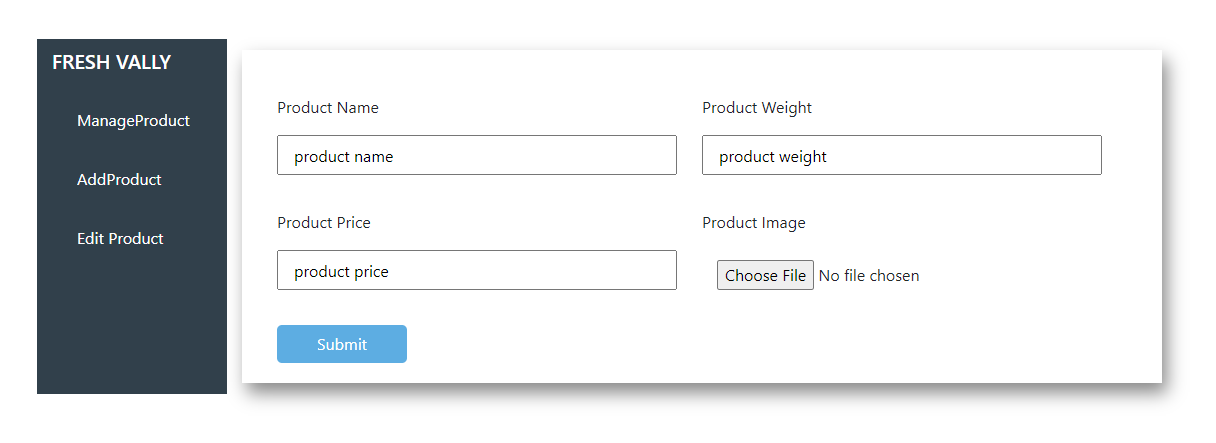 FRESH VALLY
ManageProduct
AddProduct
Edit Product
Product Name
product name
Product Weight
product weight
Product Price
product price
Product Image
Choose File No file chosen
Submit